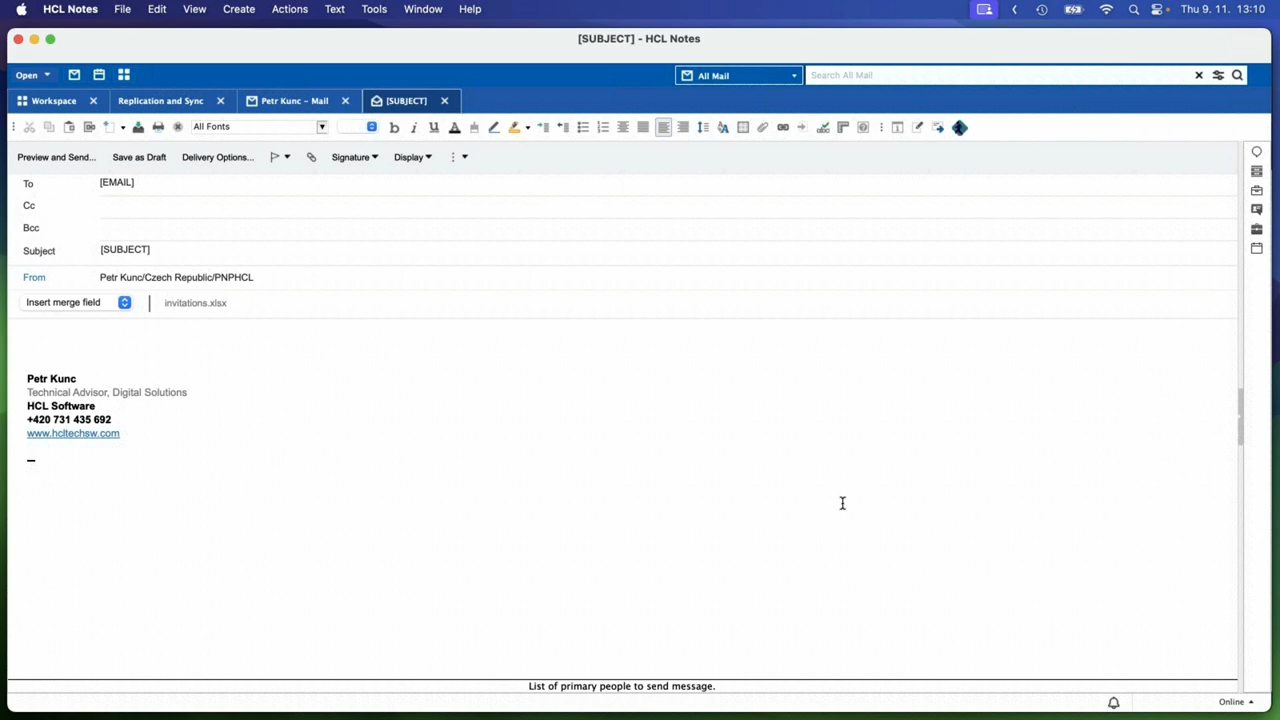 HCL Notes File Edit View Create Actions Text Tools Window Help Thu 9. 11. 13:10
[SUBJECT] - HCL Notes
Open All Mail Search All Mail
Workspace Replication and Sync Petr Kunc – Mail [SUBJECT]
All Fonts b i u
Preview and Send... Save as Draft Delivery Options... Signature Display
To [EMAIL]
Cc
Bcc
Subject [SUBJECT]
From Petr Kunc/Czech Republic/PNPHCL
Insert merge field invitations.xlsx
Petr Kunc
Technical Advisor, Digital Solutions
HCL Software
+420 731 435 692
www.hcltechsw.com
List of primary people to send message.
Online